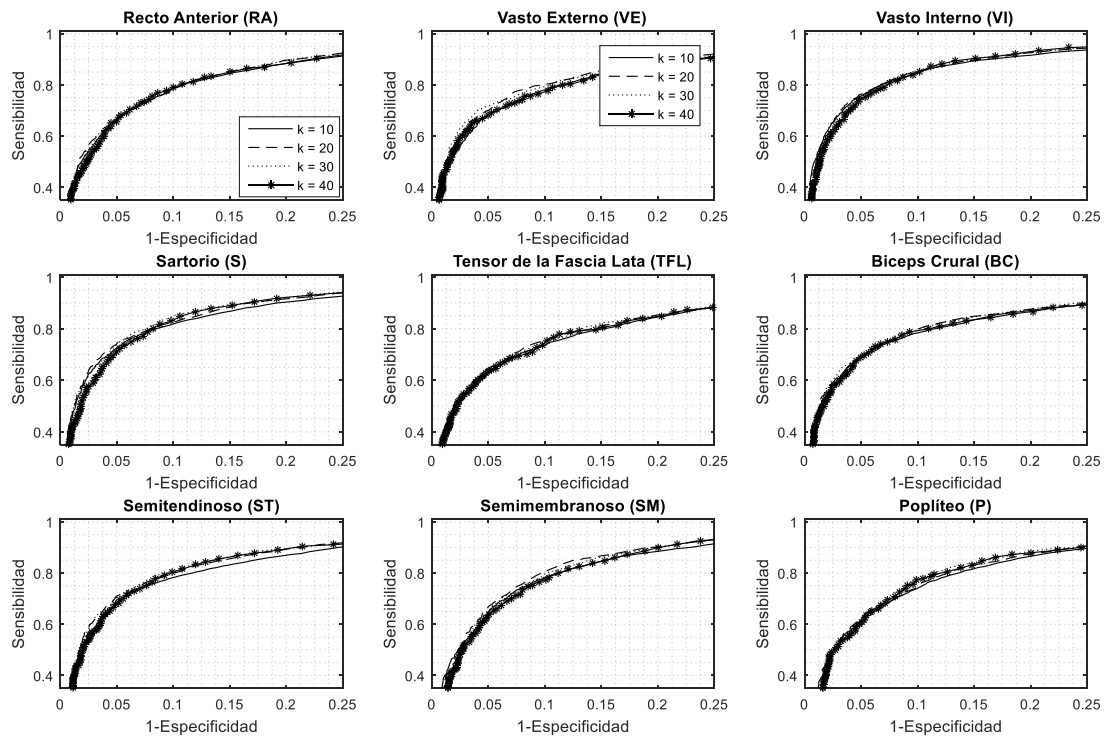 Recto Anterior (RA)
1
0.8
0.6
0.4
Sensibilidad
k = 10
k = 20
k = 30
k = 40
0 0.05 0.1 0.15 0.2 0.25
1-Especificidad
Vasto Externo (VE)
1
0.8
0.6
0.4
Sensibilidad
k = 10
k = 20
k = 30
k = 40
0 0.05 0.1 0.15 0.2 0.25
1-Especificidad
Vasto Interno (VI)
1
0.8
0.6
0.4
Sensibilidad
0 0.05 0.1 0.15 0.2 0.25
1-Especificidad
Sartorio (S)
1
0.8
0.6
0.4
Sensibilidad
0 0.05 0.1 0.15 0.2 0.25
1-Especificidad
Tensor de la Fascia Lata (TFL)
1
0.8
0.6
0.4
Sensibilidad
0 0.05 0.1 0.15 0.2 0.25
1-Especificidad
Biceps Crural (BC)
1
0.8
0.6
0.4
Sensibilidad
0 0.05 0.1 0.15 0.2 0.25
1-Especificidad
Semitendinoso (ST)
1
0.8
0.6
0.4
Sensibilidad
0 0.05 0.1 0.15 0.2 0.25
1-Especificidad
Semimembranoso (SM)
1
0.8
0.6
0.4
Sensibilidad
0 0.05 0.1 0.15 0.2 0.25
1-Especificidad
Poplíteo (P)
1
0.8
0.6
0.4
Sensibilidad
0 0.05 0.1 0.15 0.2 0.25
1-Especificidad